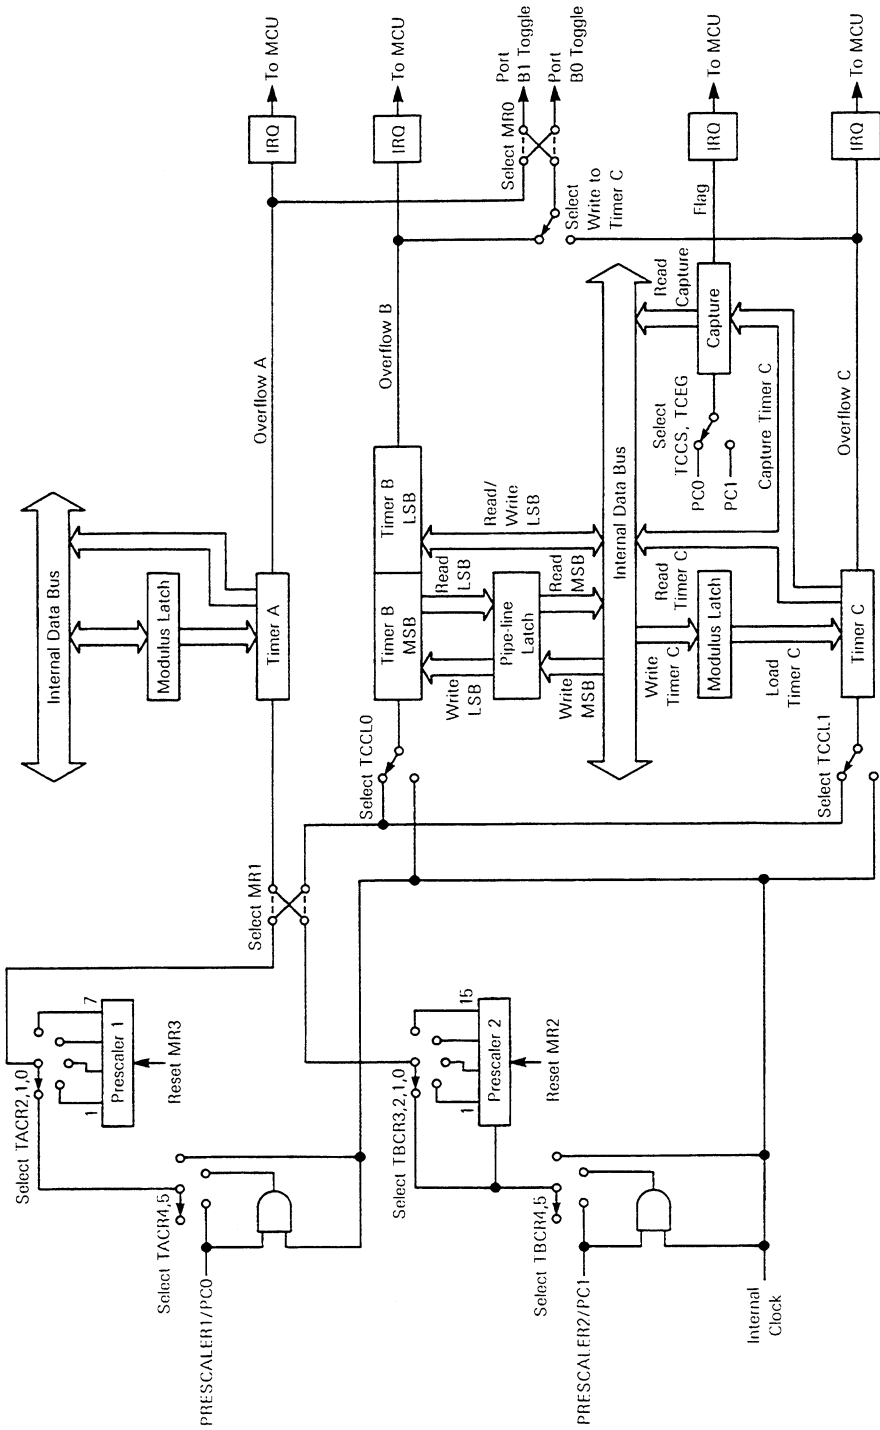 PRESCALER1/PC0
Select TACR4,5
Select TACR2,1,0
1
7
Prescaler 1
Reset MR3
Select MR1
Internal Data Bus
Modulus Latch
Timer A
Overflow A
IRQ
To MCU
PRESCALER2/PC1
Select TBCR4,5
Select TBCR3,2,1,0
1
15
Prescaler 2
Reset MR2
Select TCCL0
Timer B
MSB
Timer B
LSB
Overflow B
IRQ
To MCU
Write
LSB
Read
LSB
Pipe-line
Latch
Write
MSB
Read
MSB
Read/
Write
LSB
Select MR0
Port
B1 Toggle
Port
B0 Toggle
Select
Write to
Timer C
Internal Data Bus
Write
Timer C
Modulus Latch
Load
Timer C
Read
Timer C
Select
TCCS, TCEG
PC0
PC1
Capture Timer C
Read
Capture
Capture
Flag
IRQ
To MCU
Internal
Clock
Select TCCL1
Timer C
Overflow C
IRQ
To MCU